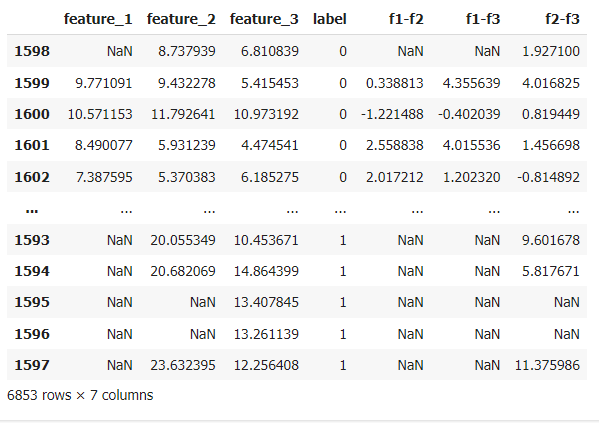 feature_1 feature_2 feature_3 label f1-f2 f1-f3 f2-f3
1598 NaN 8.737939 6.810839 0 NaN NaN 1.927100
1599 9.771091 9.432278 5.415453 0 0.338813 4.355639 4.016825
1600 10.571153 11.792641 10.973192 0 -1.221488 -0.402039 0.819449
1601 8.490077 5.931239 4.474541 0 2.558838 4.015536 1.456698
1602 7.387595 5.370383 6.185275 0 2.017212 1.202320 -0.814892
... ... ... ... ... ... ... ...
1593 NaN 20.055349 10.453671 1 NaN NaN 9.601678
1594 NaN 20.682069 14.864399 1 NaN NaN 5.817671
1595 NaN NaN 13.407845 1 NaN NaN NaN
1596 NaN NaN 13.261139 1 NaN NaN NaN
1597 NaN 23.632395 12.256408 1 NaN NaN 11.375986
6853 rows × 7 columns